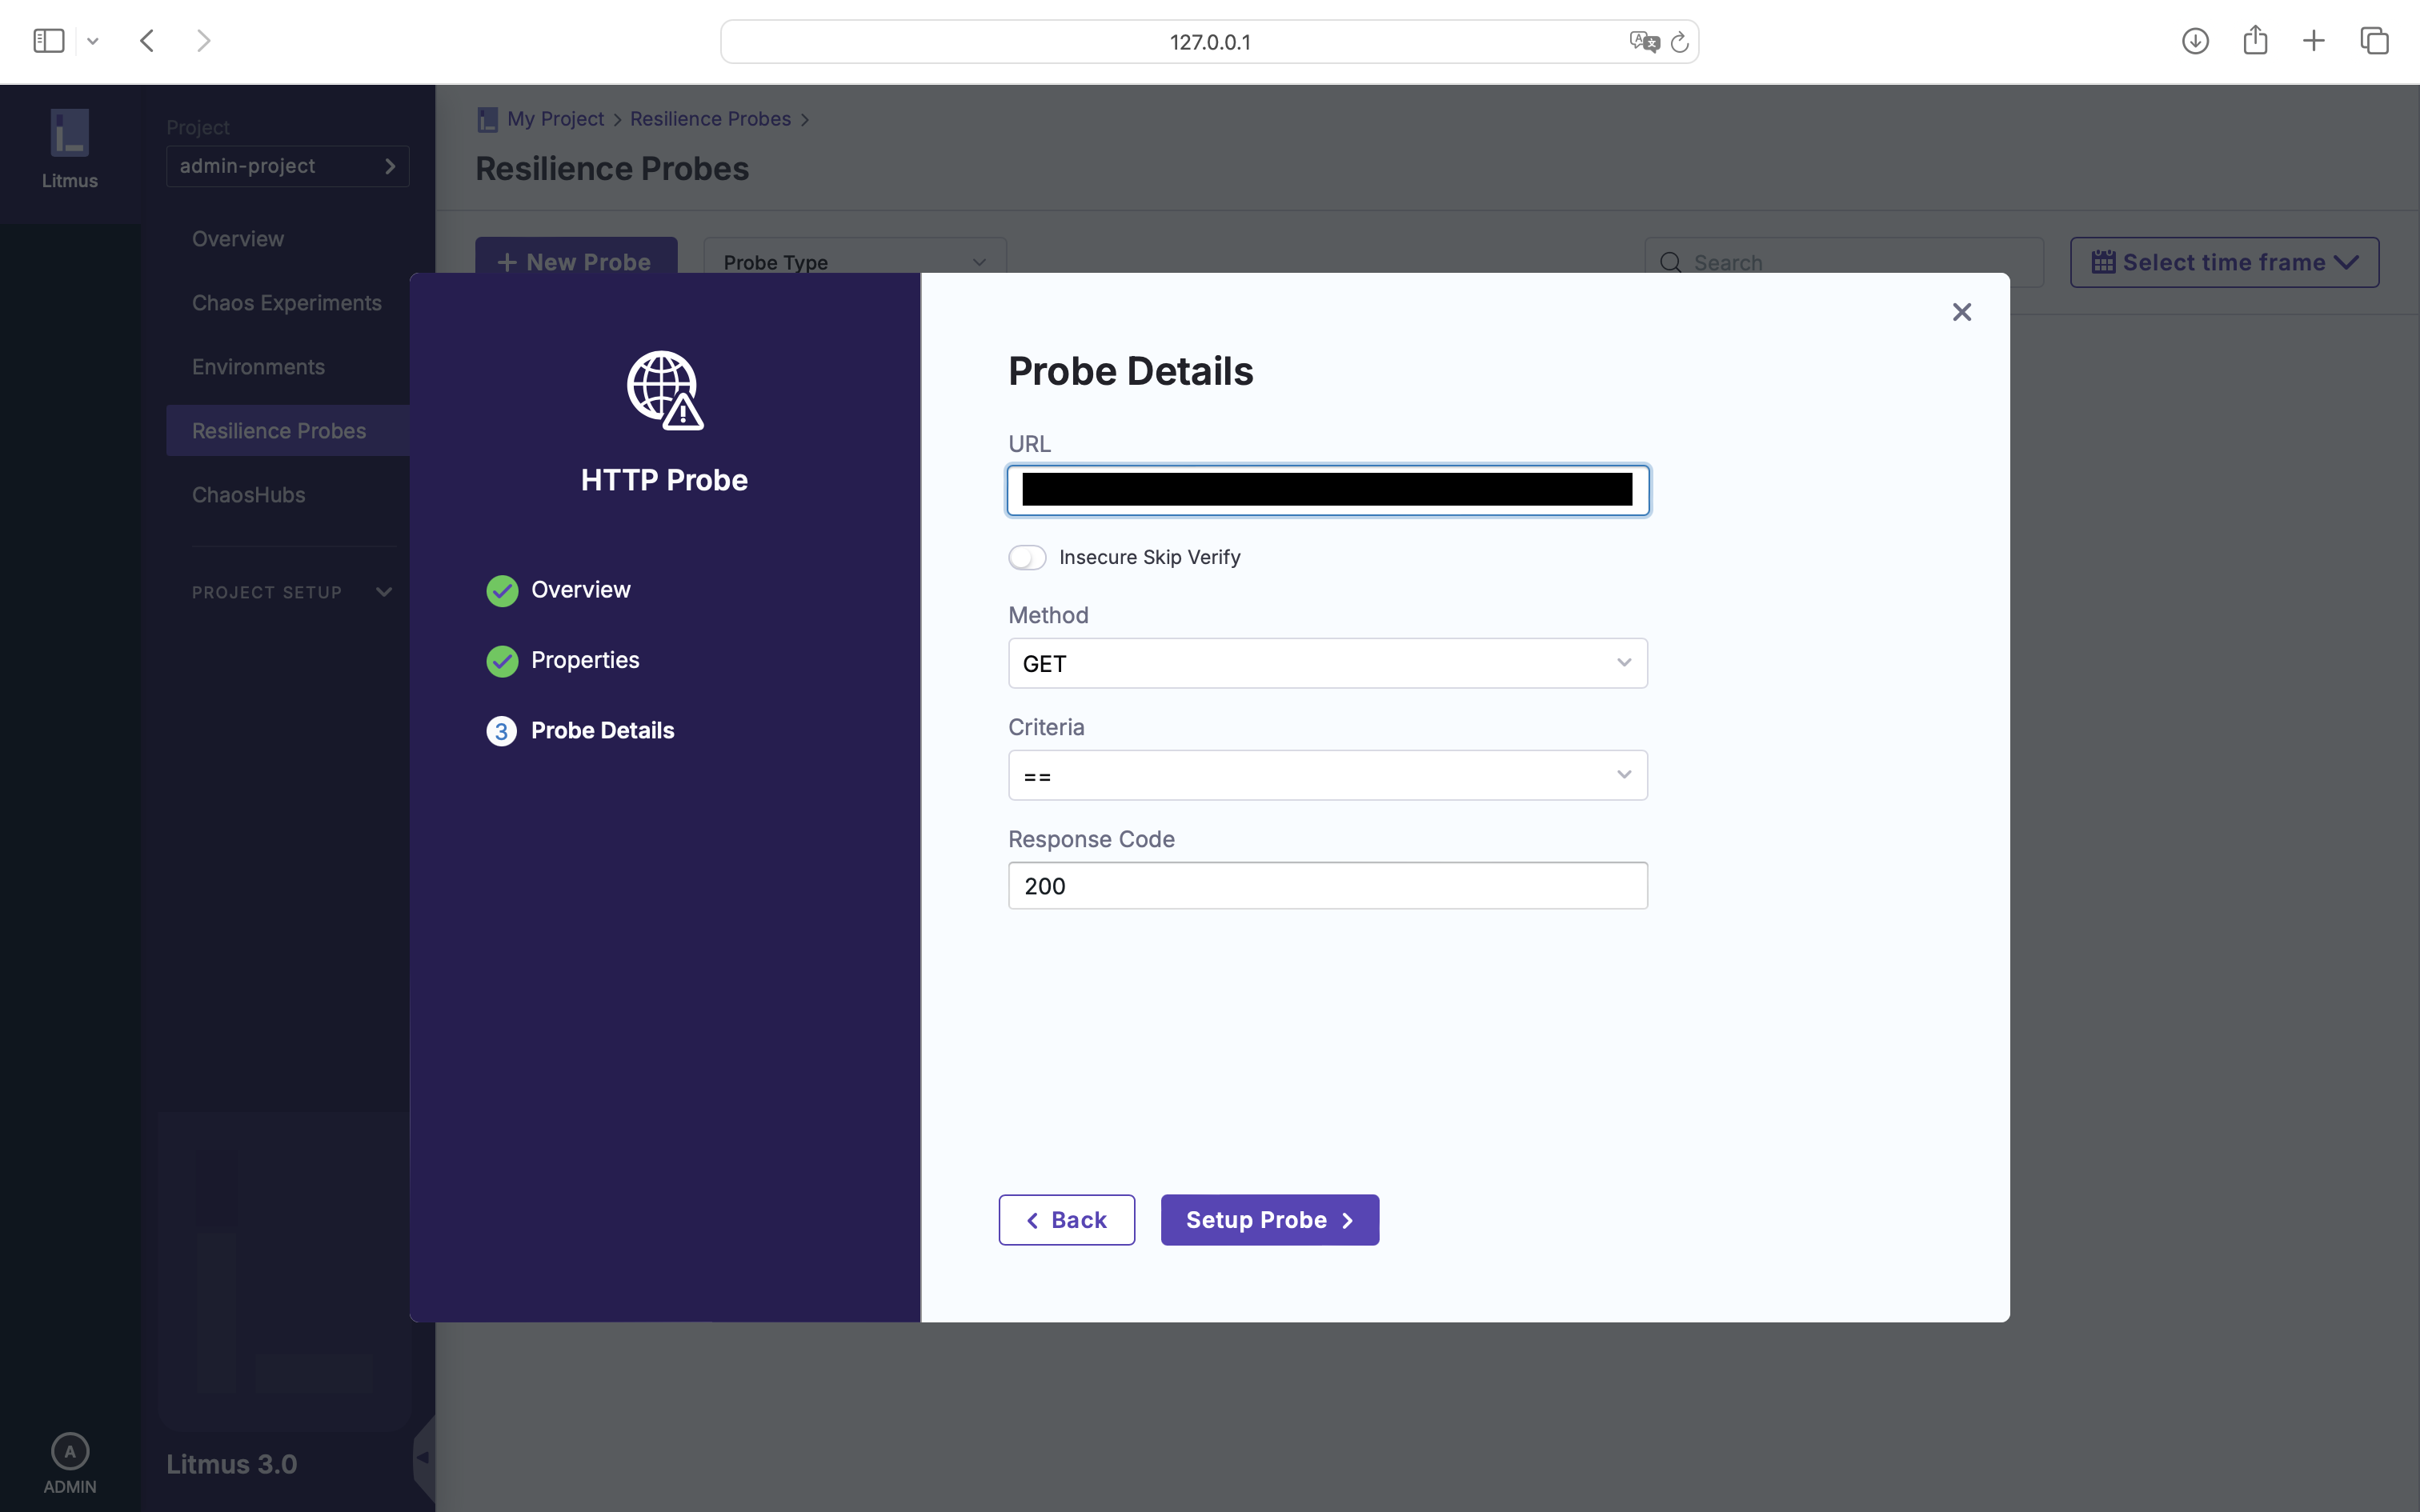 127.0.0.1
Litmus
Project
admin-project
Overview
Chaos Experiments
Environments
Resilience Probes
ChaosHubs
PROJECT SETUP
Litmus 3.0
A
ADMIN
My Project > Resilience Probes >
Resilience Probes
+ New Probe
Probe Type
Search
Select time frame
HTTP Probe
Overview
Properties
3 Probe Details
Probe Details
URL
Insecure Skip Verify
Method
GET
Criteria
==
Response Code
200
Back
Setup Probe